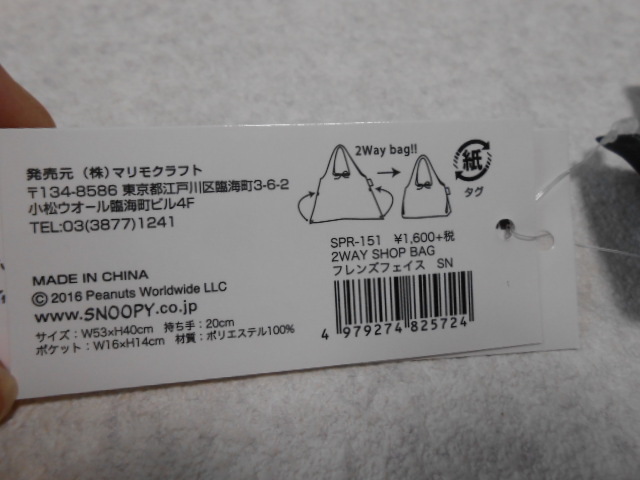 発売元 (株)マリモクラフト
〒134-8586 東京都江戸川区臨海町3-6-2
小松ウオール臨海町ビル4F
TEL:03(3877)1241
MADE IN CHINA
©2016 Peanuts Worldwide LLC
www.SNOOPY.co.jp
サイズ:W53×H40cm 持ち手:20cm
ポケット:W16×H14cm 材質:ポリエステル100%
2Way bag!!
紙
タグ
SPR-151 ¥1,600+税
2WAY SHOP BAG
フレンズフェイス SN
4 979274 825724